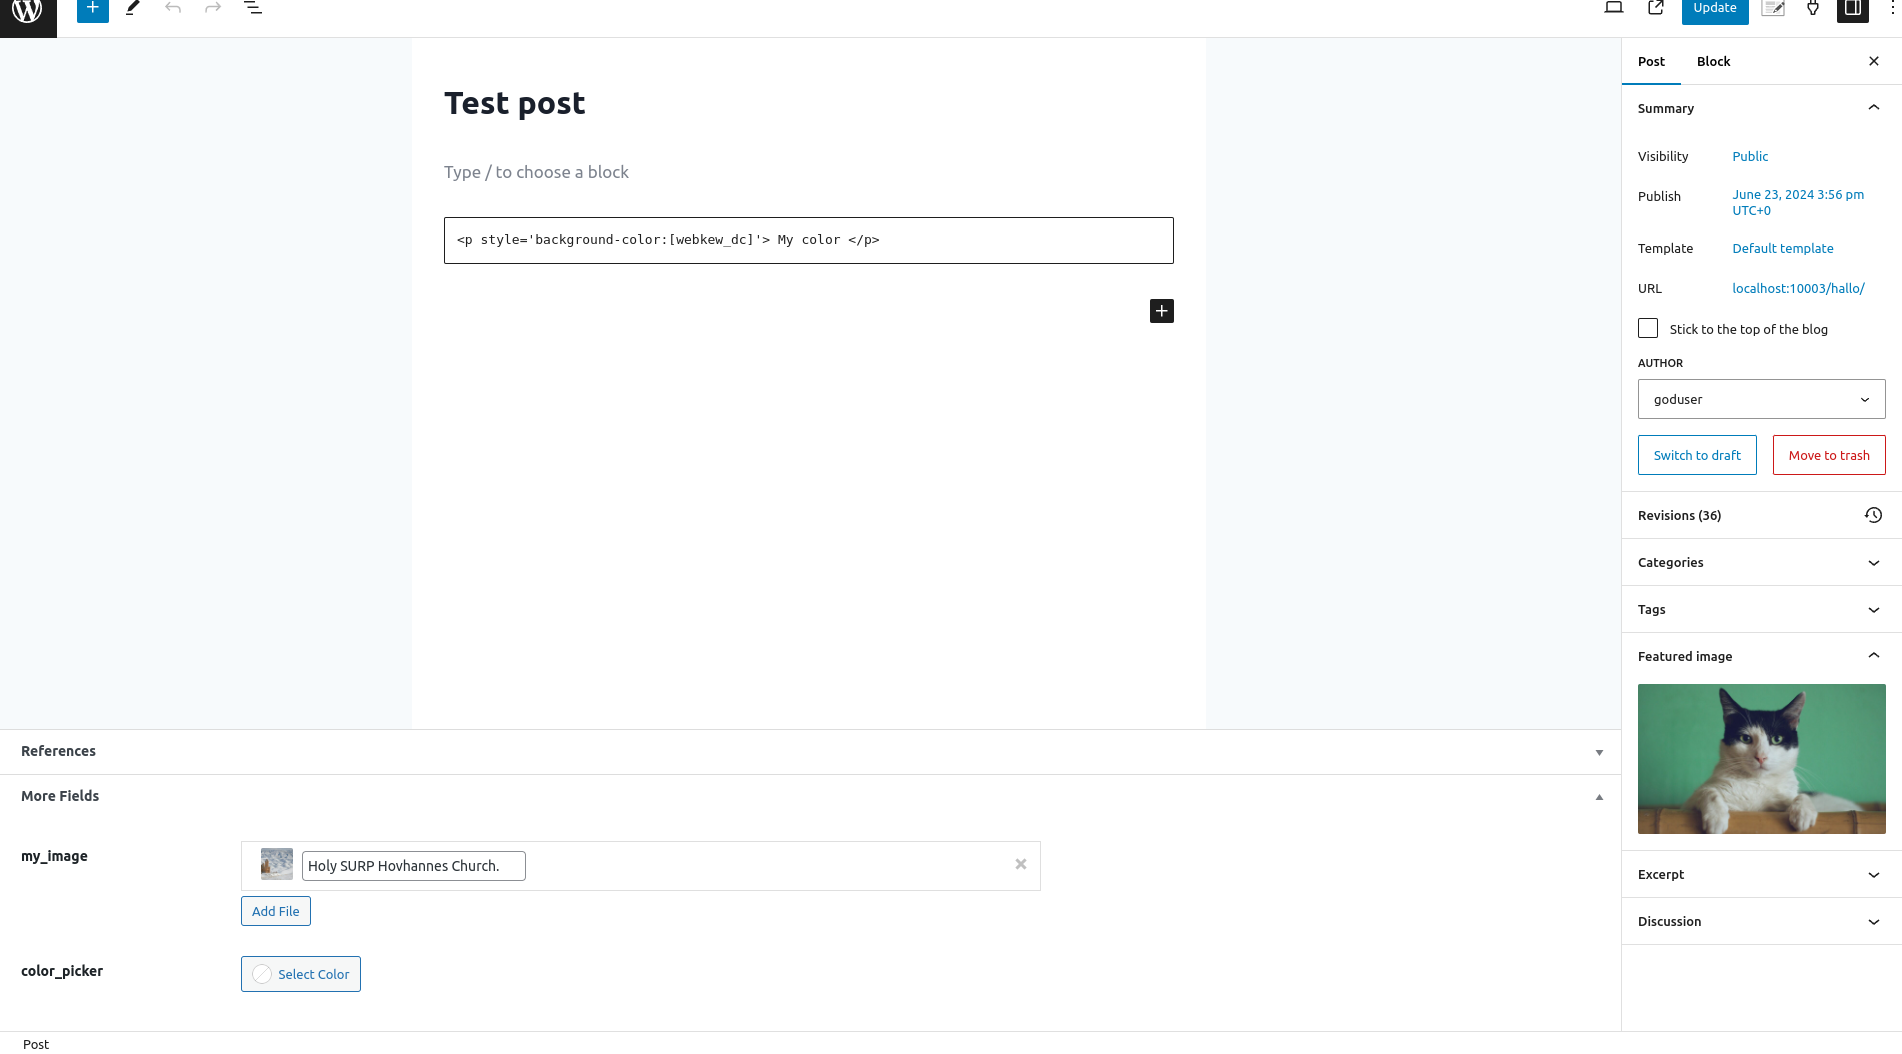 Update
Test post
Type / to choose a block
<p style='background-color:[webkew_dc]'> My color </p>
Post
Block
Summary
Visibility
Public
Publish
June 23, 2024 3:56 pm
UTC+0
Template
Default template
URL
localhost:10003/hallo/
Stick to the top of the blog
AUTHOR
goduser
Switch to draft
Move to trash
Revisions (36)
Categories
Tags
Featured image
Excerpt
Discussion
References
More Fields
my_image
Holy SURP Hovhannes Church.
Add File
color_picker
Select Color
Post